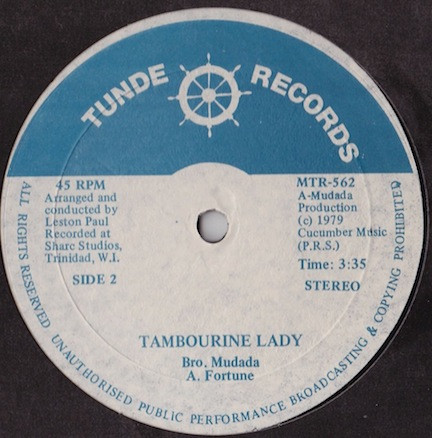 TUNDE RECORDS
45 RPM
Arranged and
conducted by
Leston Paul
Recorded at
Sharc Studios,
Trinidad, W.I.
SIDE 2
MTR-562
A-Mudada
Production
(c) 1979
Cucumber Music
(P.R.S.)
Time: 3:35
STEREO
TAMBOURINE LADY
Bro. Mudada
A. Fortune
ALL RIGHTS RESERVED UNAUTHORISED PUBLIC PERFORMANCE BROADCASTING & COPYING PROHIBITED